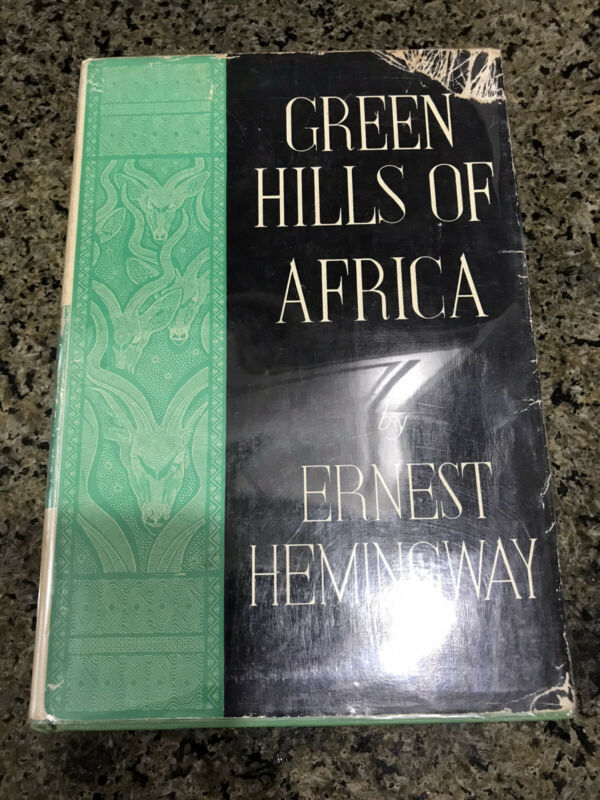 GREEN
HILLS OF
AFRICA
by
ERNEST
HEMINGWAY